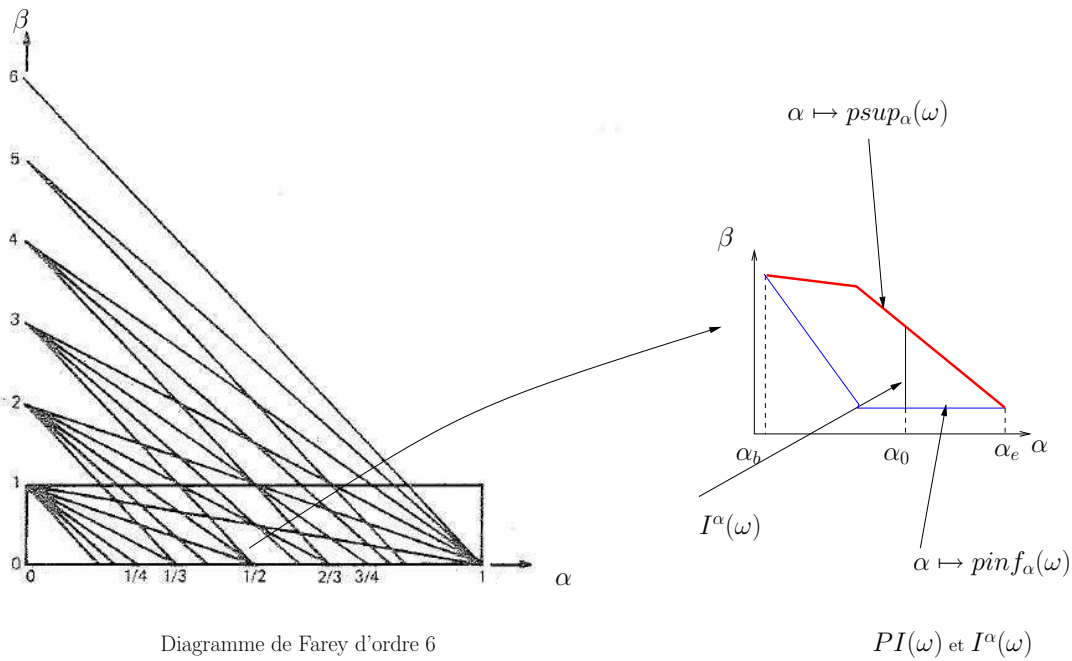 β
6
5
4
3
2
1
0
0 1/4 1/3 1/2 2/3 3/4 1
α
Diagramme de Farey d'ordre 6
α ↦ psup_α(ω)
β
α_b α_0 α_e α
I^α(ω)
α ↦ pinf_α(ω)
PI(ω) et I^α(ω)